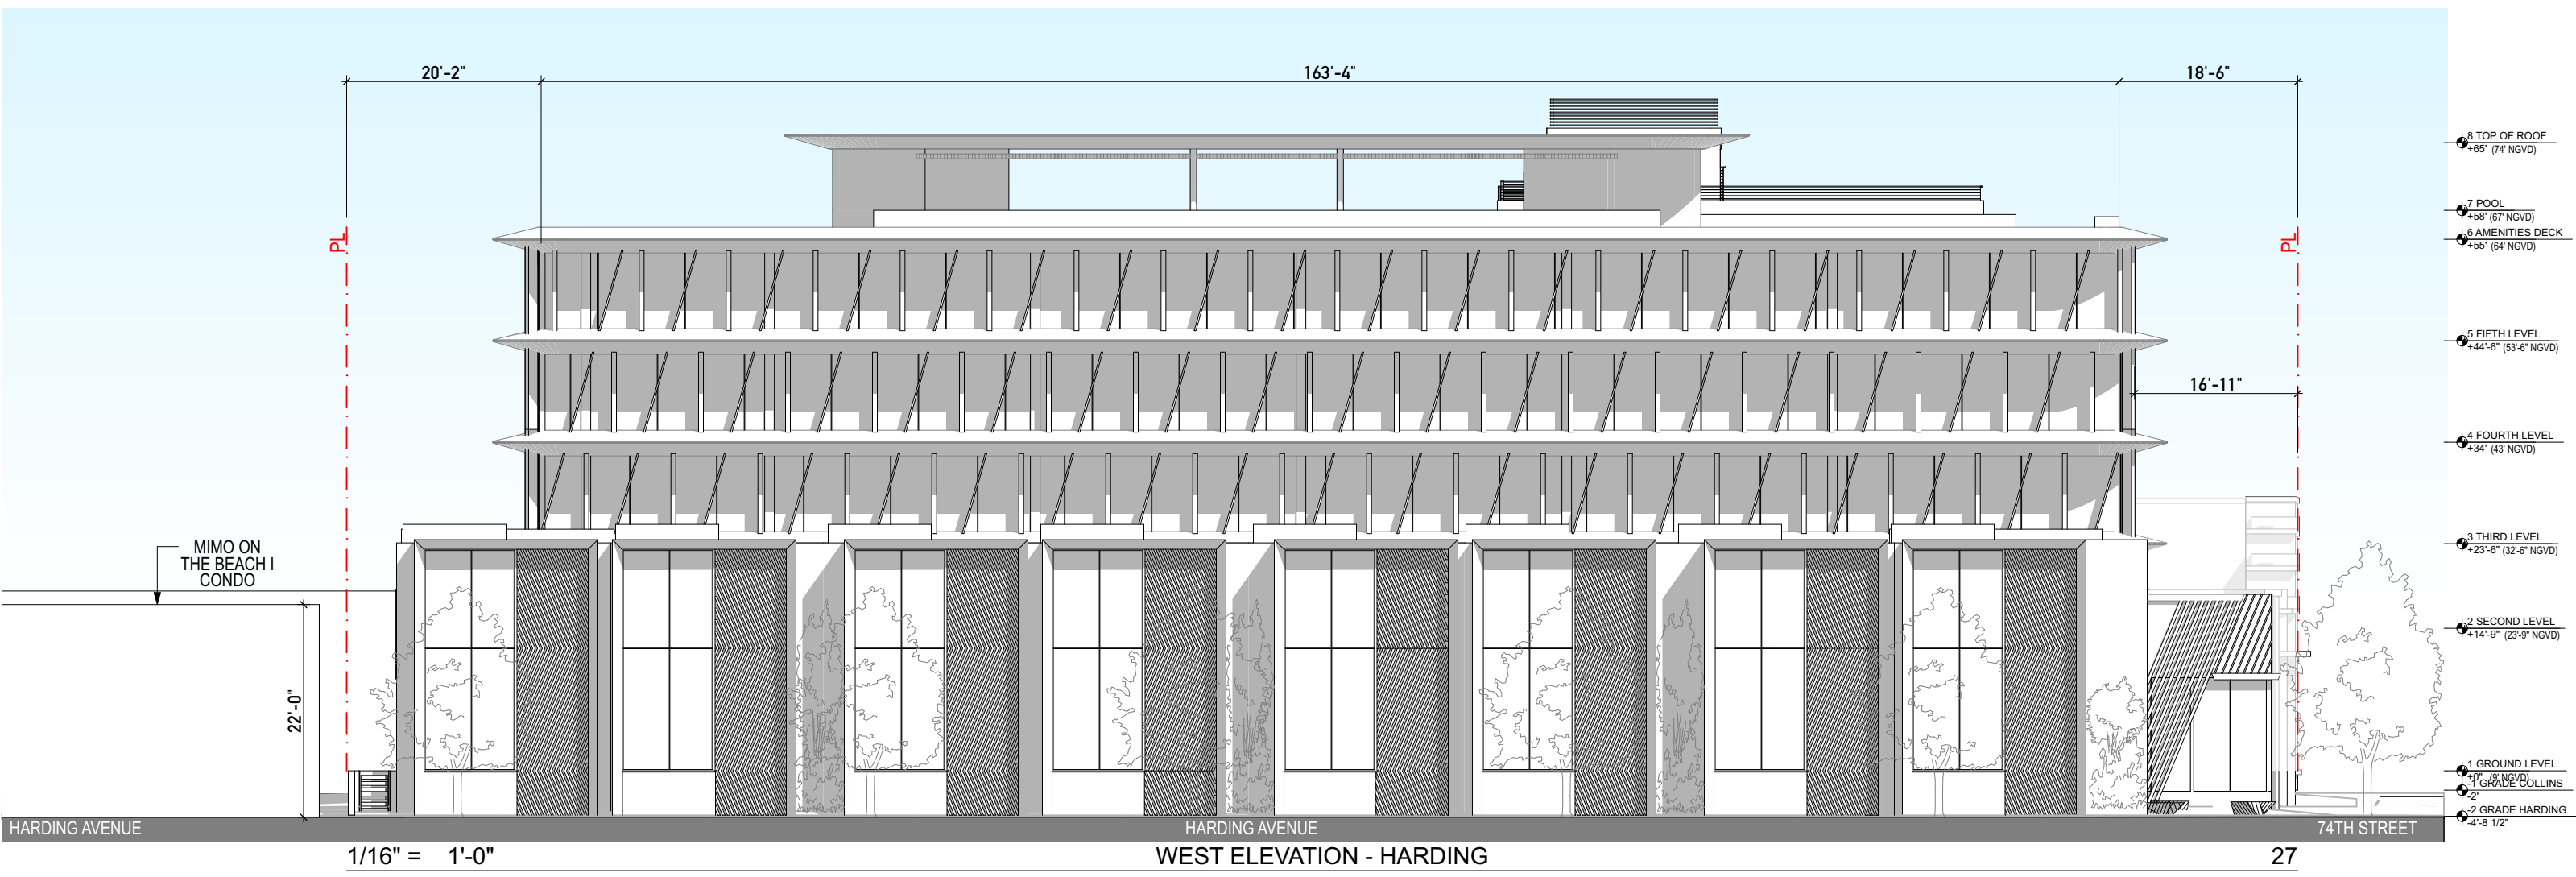 20'-2"
163'-4"
18'-6"
8 TOP OF ROOF
+65' (74' NGVD)
7 POOL
+58' (67' NGVD)
PL
PL
6 AMENITIES DECK
+55' (64' NGVD)
5 FIFTH LEVEL
+44'-6" (53'-6" NGVD)
16'-11"
4 FOURTH LEVEL
+34' (43' NGVD)
MIMO ON
THE BEACH I
CONDO
3 THIRD LEVEL
+23'-6" (32'-6" NGVD)
2 SECOND LEVEL
+14'-9" (23'-9" NGVD)
22'-0"
1 GROUND LEVEL
±0" (9' NGVD)
-1 GRADE COLLINS
-2'
-2 GRADE HARDING
-4'-8 1/2"
HARDING AVENUE
HARDING AVENUE
74TH STREET
1/16" = 1'-0"
WEST ELEVATION - HARDING
27